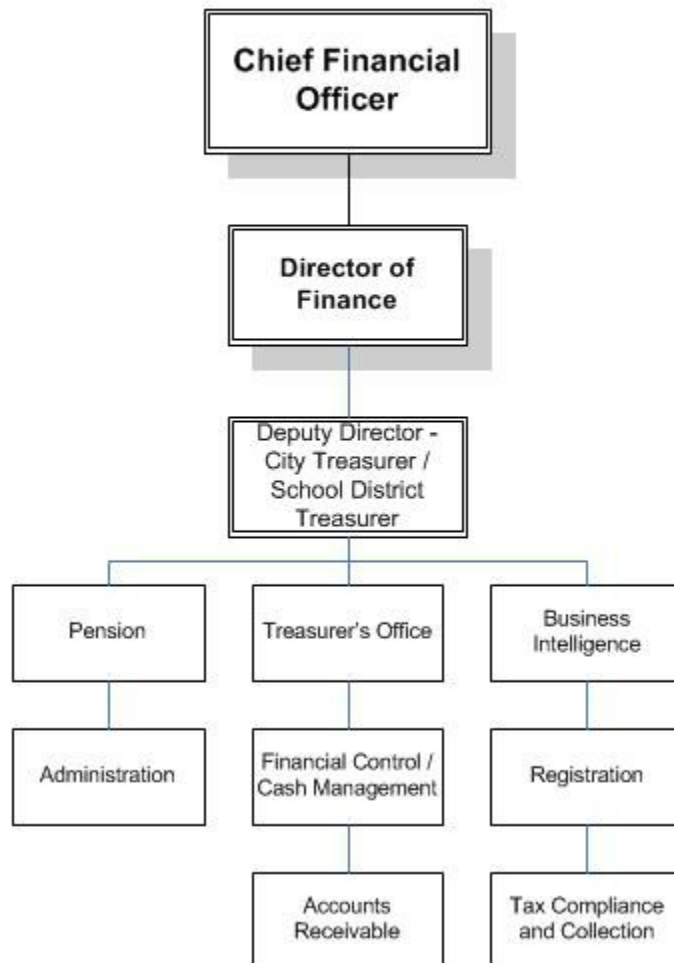 Chief Financial
Officer
Director of
Finance
Deputy Director -
City Treasurer /
School District
Treasurer
Pension
Treasurer's Office
Business
Intelligence
Administration
Financial Control /
Cash Management
Registration
Accounts
Receivable
Tax Compliance
and Collection